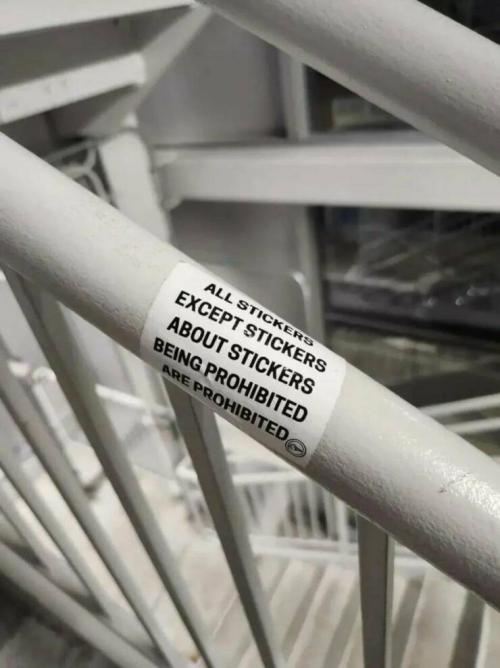 ALL STICKERS
EXCEPT STICKERS
ABOUT STICKERS
BEING PROHIBITED
ARE PROHIBITED